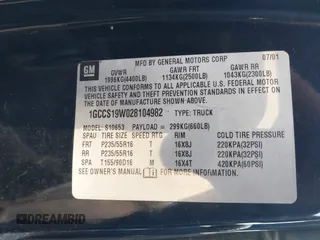 GM
MFD BY GENERAL MOTORS CORP 07/01
GVWR GAWR FRT GAWR RR
1996KG(4400LB) 1134KG(2500LB) 1043KG(2300LB)
THIS VEHICLE CONFORMS TO ALL APPLICABLE U.S. FEDERAL MOTOR
VEHICLE SAFETY AND THEFT PREVENTION STANDARDS IN EFFECT ON
THE DATE OF MANUFACTURE SHOWN ABOVE.
1GCCS19W028104982 TYPE: TRUCK
MODEL: S10653 PAYLOAD = 299KG(660LB)
TIRE SIZE SPEED RTG RIM COLD TIRE PRESSURE
FRT P235/55R16 T 16X8J 220KPA(32PSI)
RR P235/55R16 T 16X8J 220KPA(32PSI)
SPA T155/90D16 M 16X4T 420KPA(60PSI)
SEE OWNER'S MANUAL FOR ADDITIONAL INFORMATION
DREAMBID